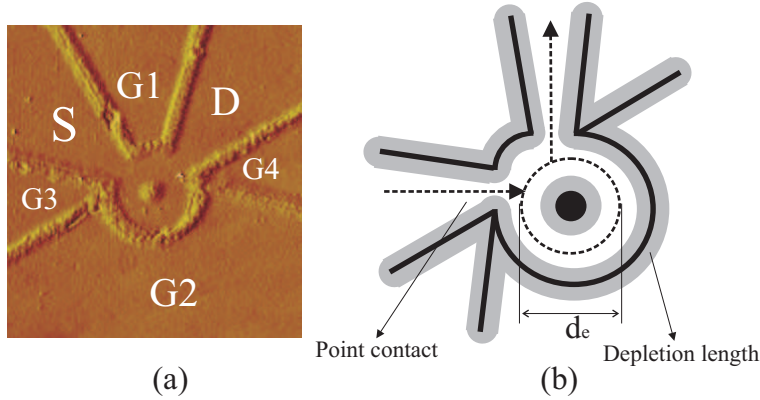 G1
D
S
G4
G3
G2
Point contact
de
Depletion length
(a)
(b)